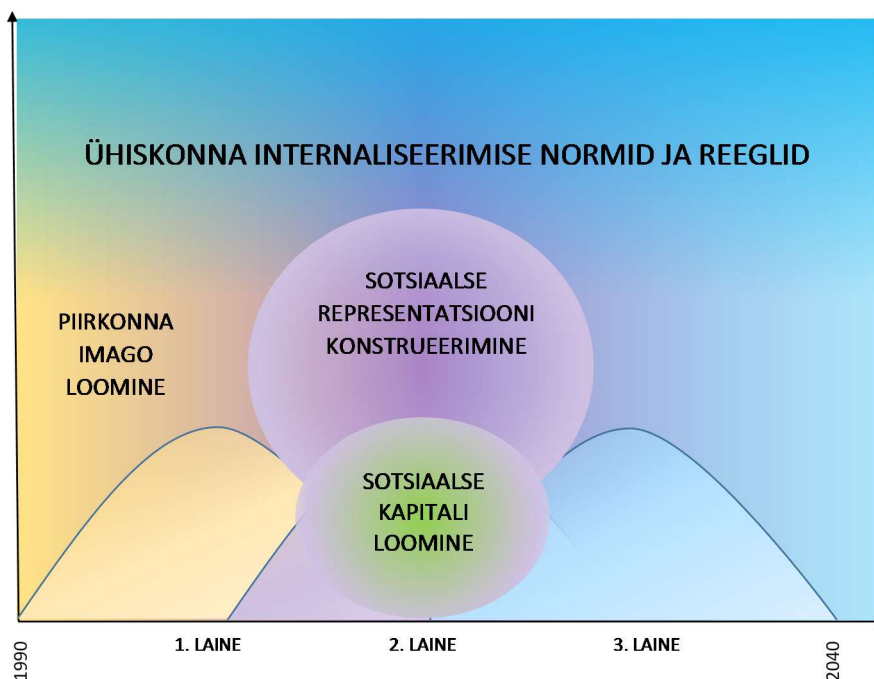 ÜHISKONNA INTERNALISEERIMISE NORMID JA REEGLID
SOTSIAALSE
REPRESENTATSIOONI
KONSTRUEERIMINE
PIIRKONNA
IMAGO
LOOMINE
SOTSIAALSE
KAPITALI
LOOMINE
1990
1. LAINE
2. LAINE
3. LAINE
2040